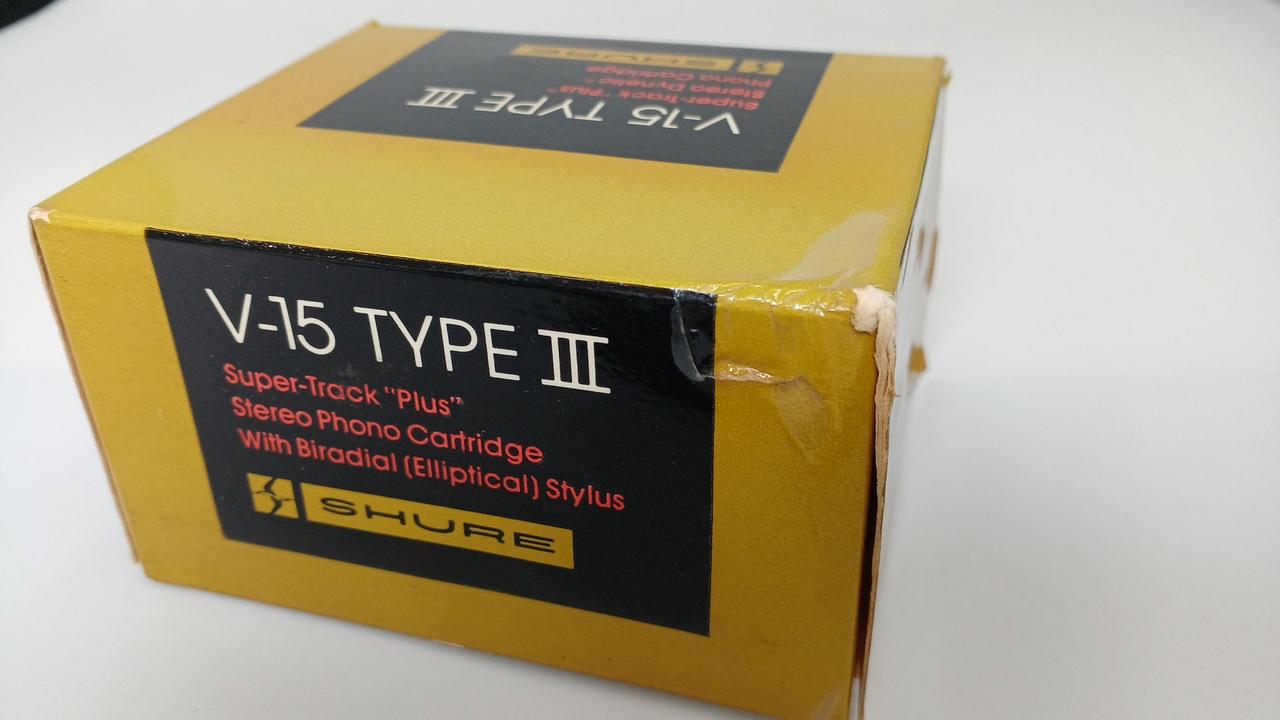 SHURE
Super-Track "Plus"
Stereo Dynetic®
Phono Cartridge
V-15 TYPE III
V-15 TYPE III
Super-Track "Plus"
Stereo Phono Cartridge
With Biradial (Elliptical) Stylus
SHURE